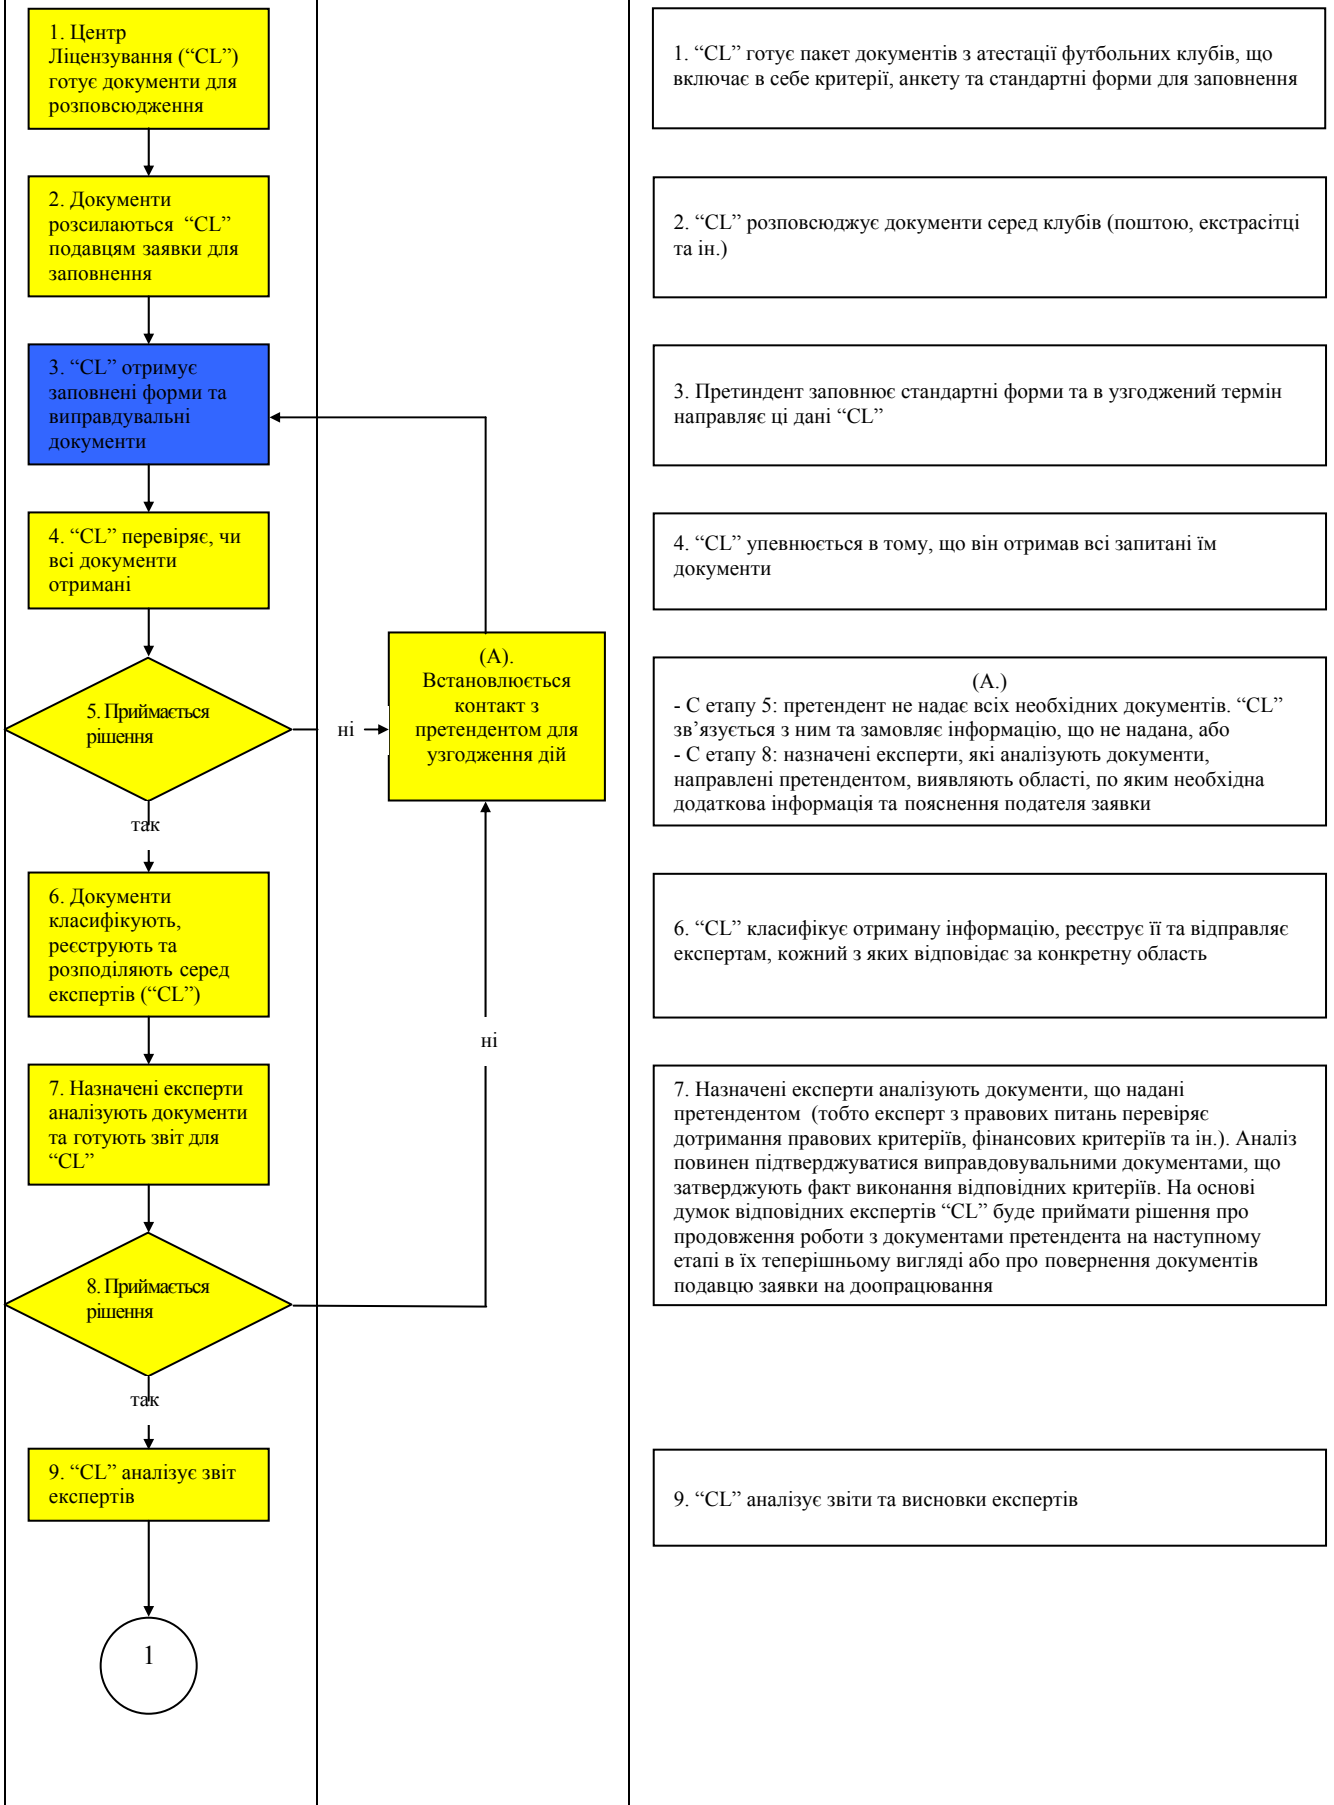 1. Центр
Ліцензування (“CL”)
готує документи для
розповсюдження
1. “CL” готує пакет документів з атестації футбольних клубів, що
включає в себе критерії, анкету та стандартні форми для заповнення
2. Документи
розсилаються “CL”
подавцям заявки для
заповнення
2. “CL” розповсюджує документи серед клубів (поштою, екстрасітці
та ін.)
3. “CL” отримує
заповнені форми та
виправдувальні
документи
3. Претиндент заповнює стандартні форми та в узгоджений термін
направляє ці дані “CL”
4. “CL” перевіряє, чи
всі документи
отримані
4. “CL” упевнюється в тому, що він отримав всі запитані їм
документи
5. Приймається
рішення
ні
(А).
Встановлюється
контакт з
претендентом для
узгодження дій
(А.)
- С етапу 5: претендент не надає всіх необхідних документів. “CL”
зв’язується з ним та замовляє інформацію, що не надана, або
- С етапу 8: назначені експерти, які аналізують документи,
направлені претендентом, виявляють області, по яким необхідна
додаткова інформація та пояснення подателя заявки
так
6. Документи
класифікують,
реєструють та
розподіляють серед
експертів (“CL”)
6. “CL” класифікує отриману інформацію, реєструє її та відправляє
експертам, кожний з яких відповідає за конкретну область
ні
7. Назначені експерти
аналізують документи
та готують звіт для
“CL”
7. Назначені експерти аналізують документи, що надані
претендентом (тобто експерт з правових питань перевіряє
дотримання правових критеріїв, фінансових критеріїв та ін.). Аналіз
повинен підтверджуватися виправдовувальними документами, що
затверджують факт виконання відповідних критеріїв. На основі
думок відповідних експертів “CL” буде приймати рішення про
продовження роботи з документами претендента на наступному
етапі в їх теперішньому вигляді або про повернення документів
подавцю заявки на доопрацювання
8. Приймається
рішення
так
9. “CL” аналізує звіт
експертів
9. “CL” аналізує звіти та висновки експертів
1